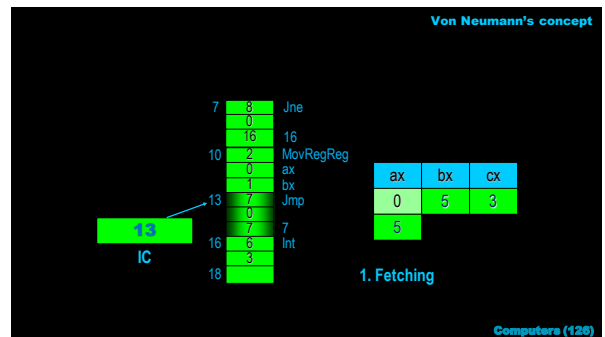 Von Neumann's concept
7 8 Jne
0
16 16
10 2 MovRegReg
0 ax
1 bx
13 7 Jmp
0
7 7
16 6 Int
3
18
13
IC
ax bx cx
0 5 3
5
1. Fetching
Computers (126)